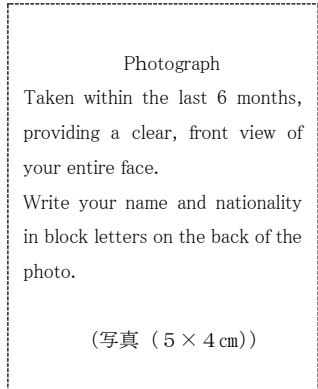 Photograph
Taken within the last 6 months,
providing a clear, front view of
your entire face.
Write your name and nationality
in block letters on the back of the
photo.
(写真（５×４㎝）)